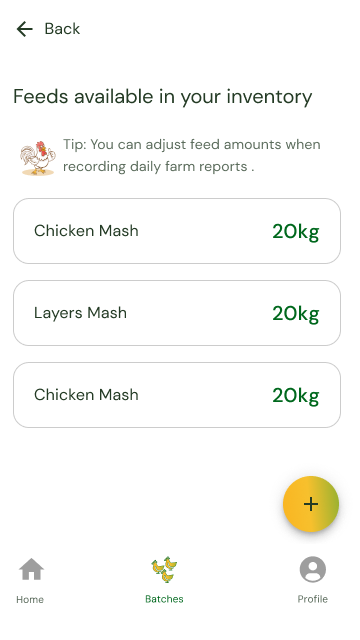 Back
Feeds available in your inventory
Tip: You can adjust feed amounts when
recording daily farm reports .
Chicken Mash 20kg
Layers Mash 20kg
Chicken Mash 20kg
+
Home Batches Profile